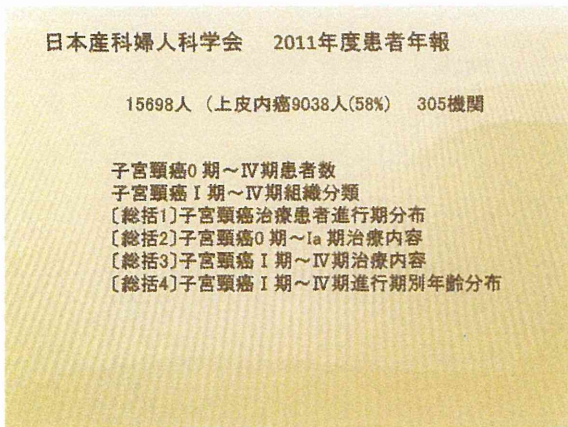 日本産科婦人科学会　2011年度患者年報
15698人 （上皮内癌9038人(58%)　305機関
子宮頸癌0 期～Ⅳ期患者数
子宮頸癌Ⅰ期～Ⅳ期組織分類
〔総括1〕子宮頸癌治療患者進行期分布
〔総括2〕子宮頸癌0 期～Ia 期治療内容
〔総括3〕子宮頸癌Ⅰ期～Ⅳ期治療内容
〔総括4〕子宮頸癌Ⅰ期～Ⅳ期進行期別年齢分布